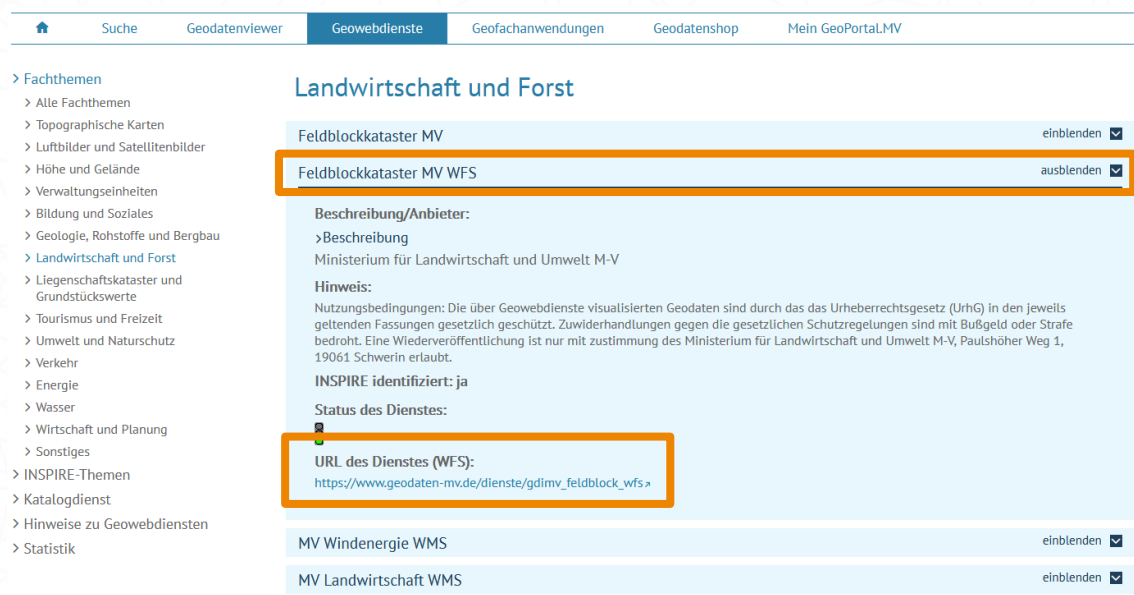 Suche Geodatenviewer Geowebdienste Geofachanwendungen Geodatenshop Mein GeoPortal.MV
Fachthemen
Alle Fachthemen
Topographische Karten
Luftbilder und Satellitenbilder
Höhe und Gelände
Verwaltungseinheiten
Bildung und Soziales
Geologie, Rohstoffe und Bergbau
Landwirtschaft und Forst
Liegenschaftskataster und
Grundstückswerte
Tourismus und Freizeit
Umwelt und Naturschutz
Verkehr
Energie
Wasser
Wirtschaft und Planung
Sonstiges
INSPIRE-Themen
Katalogdienst
Hinweise zu Geowebdiensten
Statistik
Landwirtschaft und Forst
Feldblockkataster MV einblenden
Feldblockkataster MV WFS ausblenden
Beschreibung/Anbieter:
Beschreibung
Ministerium für Landwirtschaft und Umwelt M-V
Hinweis:
Nutzungsbedingungen: Die über Geowebdienste visualisierten Geodaten sind durch das das Urheberrechtsgesetz (UrhG) in den jeweils
geltenden Fassungen gesetzlich geschützt. Zuwiderhandlungen gegen die gesetzlichen Schutzregelungen sind mit Bußgeld oder Strafe
bedroht. Eine Wiederveröffentlichung ist nur mit zustimmung des Ministerium für Landwirtschaft und Umwelt M-V, Paulshöher Weg 1,
19061 Schwerin erlaubt.
INSPIRE identifiziert: ja
Status des Dienstes:
URL des Dienstes (WFS):
https://www.geodaten-mv.de/dienste/gdimv_feldblock_wfs
MV Windenergie WMS einblenden
MV Landwirtschaft WMS einblenden